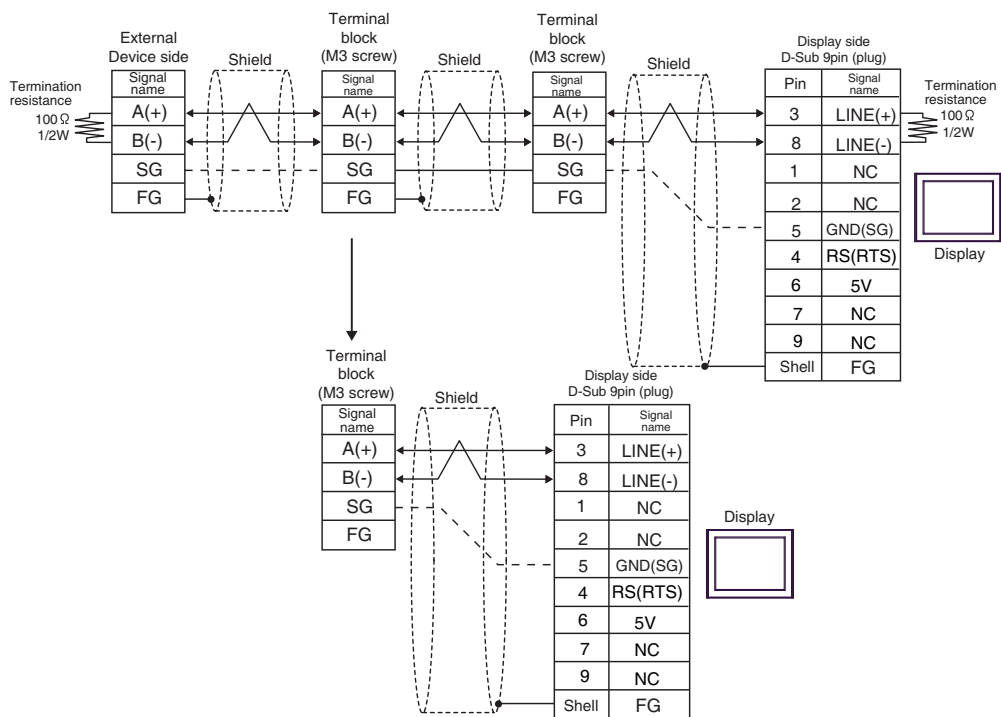 External
Device side
Signal
name
A(+)
B(-)
SG
FG
Termination
resistance
100 Ω
1/2W
Shield
Terminal
block
(M3 screw)
Signal
name
A(+)
B(-)
SG
FG
Shield
Terminal
block
(M3 screw)
Signal
name
A(+)
B(-)
SG
FG
Shield
Display side
D-Sub 9pin (plug)
Pin Signal name
3 LINE(+)
8 LINE(-)
1 NC
2 NC
5 GND(SG)
4 RS(RTS)
6 5V
7 NC
9 NC
Shell FG
Termination
resistance
100 Ω
1/2W
Display
Terminal
block
(M3 screw)
Signal
name
A(+)
B(-)
SG
FG
Shield
Display side
D-Sub 9pin (plug)
Pin Signal name
3 LINE(+)
8 LINE(-)
1 NC
2 NC
5 GND(SG)
4 RS(RTS)
6 5V
7 NC
9 NC
Shell FG
Display